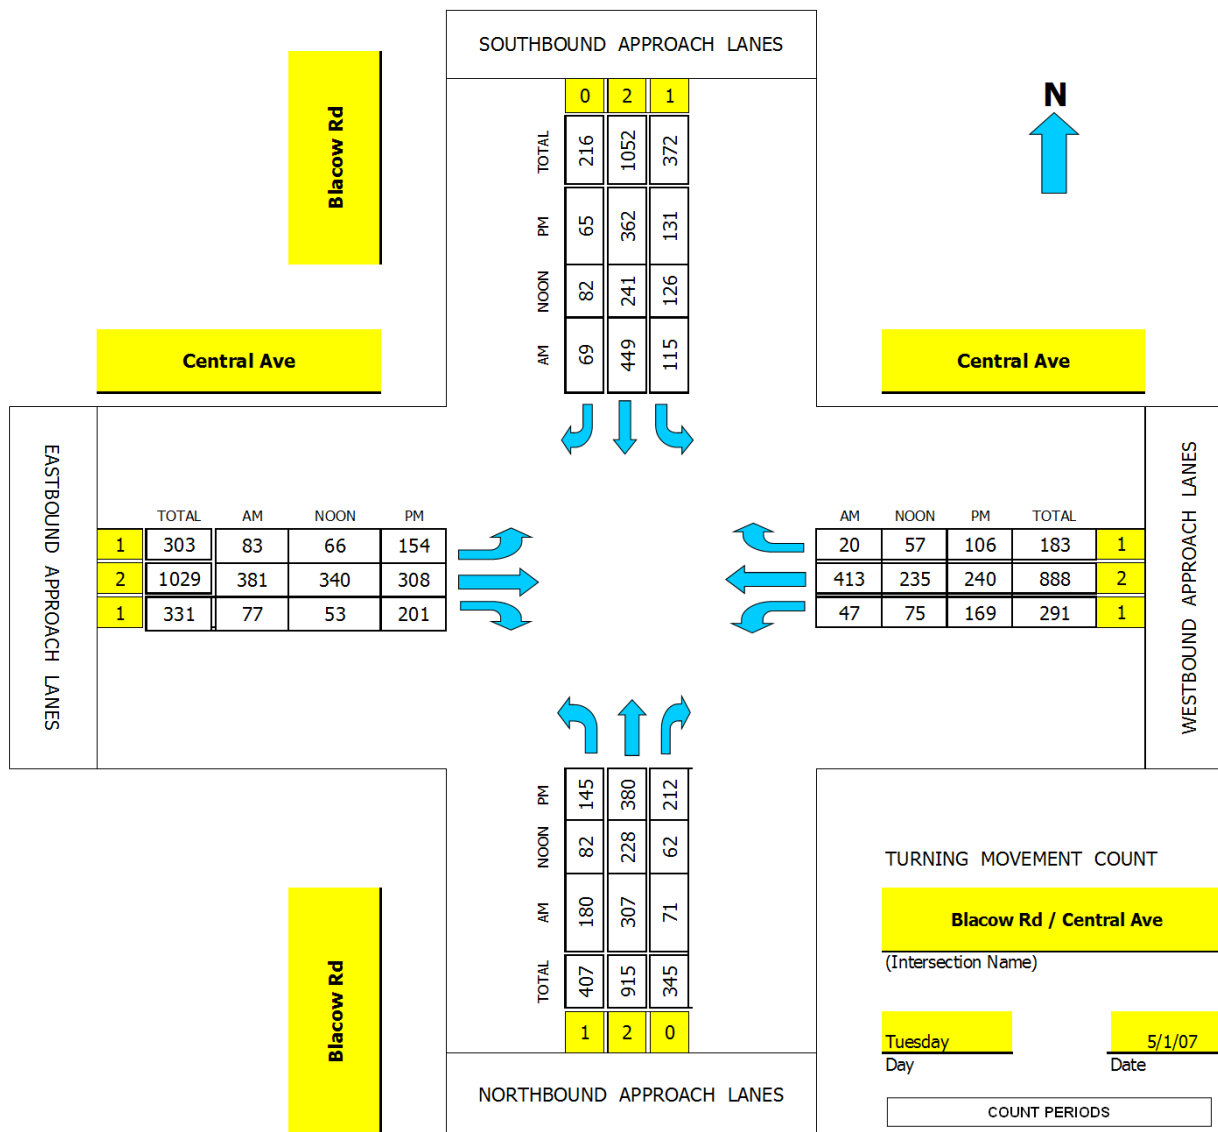 SOUTHBOUND APPROACH LANES
0 2 1
N
Blacow Rd
TOTAL 216 1052 372
PM 65 362 131
NOON 82 241 126
AM 69 449 115
Central Ave
Central Ave
EASTBOUND APPROACH LANES
TOTAL AM NOON PM
1 303 83 66 154
2 1029 381 340 308
1 331 77 53 201
AM NOON PM TOTAL
20 57 106 183 1
413 235 240 888 2
47 75 169 291 1
WESTBOUND APPROACH LANES
PM 145 380 212
NOON 82 228 62
AM 180 307 71
TOTAL 407 915 345
1 2 0
Blacow Rd
NORTHBOUND APPROACH LANES
TURNING MOVEMENT COUNT
Blacow Rd / Central Ave
(Intersection Name)
Tuesday 5/1/07
Day Date
COUNT PERIODS